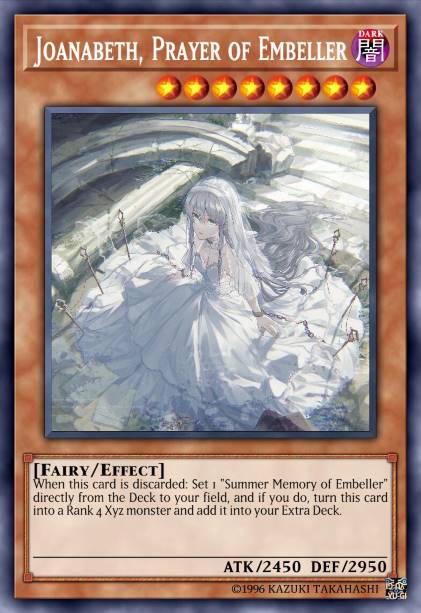 JOANABETH, PRAYER OF EMBELLER
DARK
闇
[FAIRY/EFFECT]
When this card is discarded: Set 1 "Summer Memory of Embeller"
directly from the Deck to your field, and if you do, turn this card
into a Rank 4 Xyz monster and add it into your Extra Deck.
ATK/2450 DEF/2950
©1996 KAZUKI TAKAHASHI